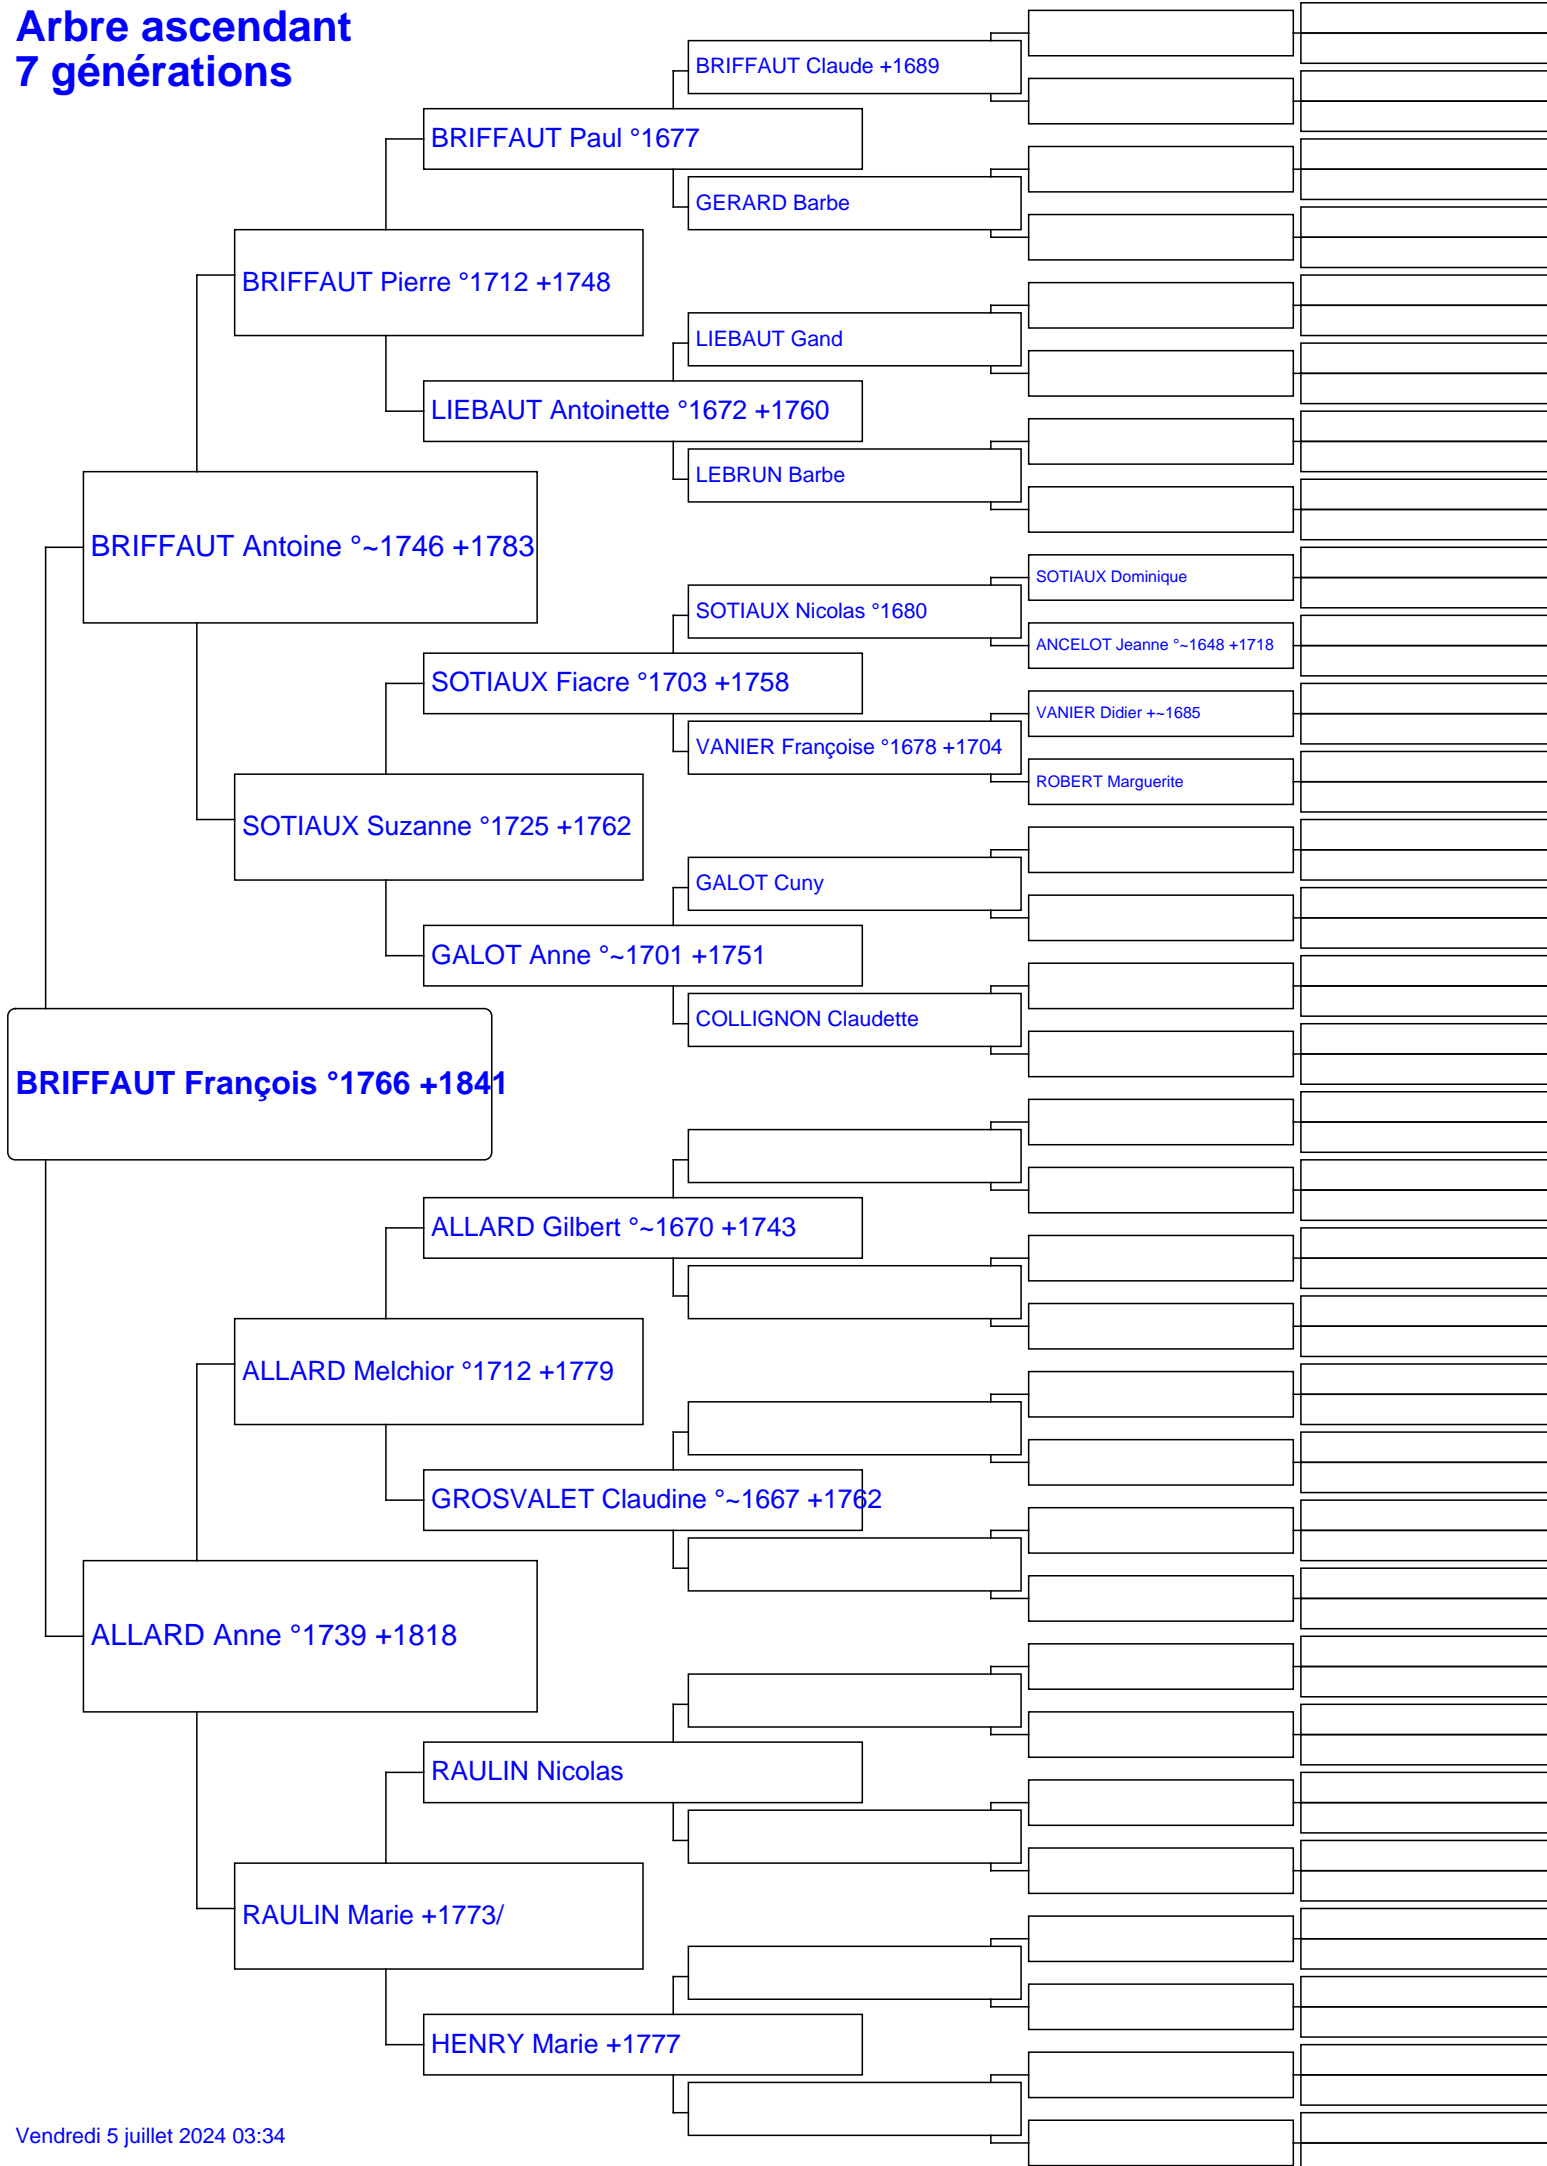 Arbre ascendant
7 générations
BRIFFAUT Claude +1689
BRIFFAUT Paul °1677
GERARD Barbe
BRIFFAUT Pierre °1712 +1748
LIEBAUT Gand
LIEBAUT Antoinette °1672 +1760
LEBRUN Barbe
BRIFFAUT Antoine °~1746 +1783
SOTIAUX Dominique
SOTIAUX Nicolas °1680
ANCELOT Jeanne °~1648 +1718
SOTIAUX Fiacre °1703 +1758
VANIER Didier +~1685
VANIER Françoise °1678 +1704
ROBERT Marguerite
SOTIAUX Suzanne °1725 +1762
GALOT Cuny
GALOT Anne °~1701 +1751
COLLIGNON Claudette
BRIFFAUT François °1766 +1841
ALLARD Gilbert °~1670 +1743
ALLARD Melchior °1712 +1779
GROSVALET Claudine °~1667 +1762
ALLARD Anne °1739 +1818
RAULIN Nicolas
RAULIN Marie +1773/
HENRY Marie +1777
Vendredi 5 juillet 2024 03:34